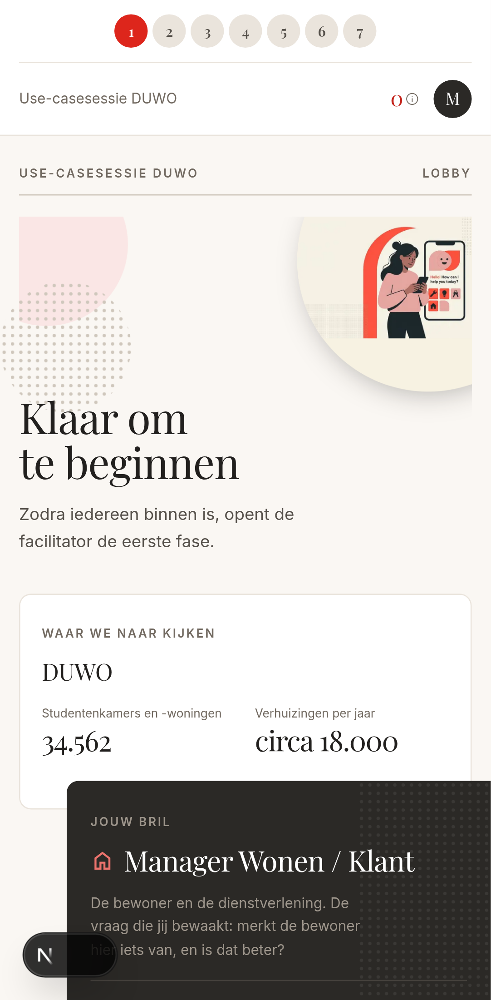 1 2 3 4 5 6 7
Use-casesessie DUWO
0
M
USE-CASESESSIE DUWO
LOBBY
Hello! How can I
help you today?
Klaar om
te beginnen
Zodra iedereen binnen is, opent de
facilitator de eerste fase.
WAAR WE NAAR KIJKEN
DUWO
Studentenkamers en -woningen
34.562
Verhuizingen per jaar
circa 18.000
JOUW BRIL
Manager Wonen / Klant
De bewoner en de dienstverlening. De
vraag die jij bewaakt: merkt de bewoner
hier iets van, en is dat beter?
N